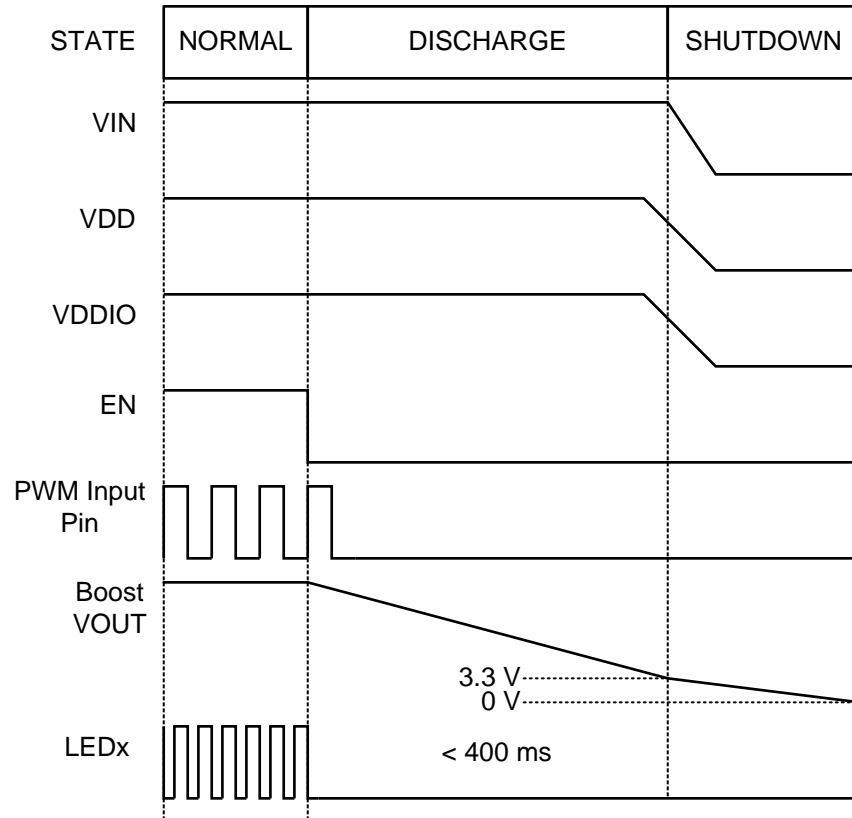 STATE NORMAL DISCHARGE SHUTDOWN
VIN
VDD
VDDIO
EN
PWM Input
Pin
Boost
VOUT
3.3 V
0 V
LEDx
< 400 ms